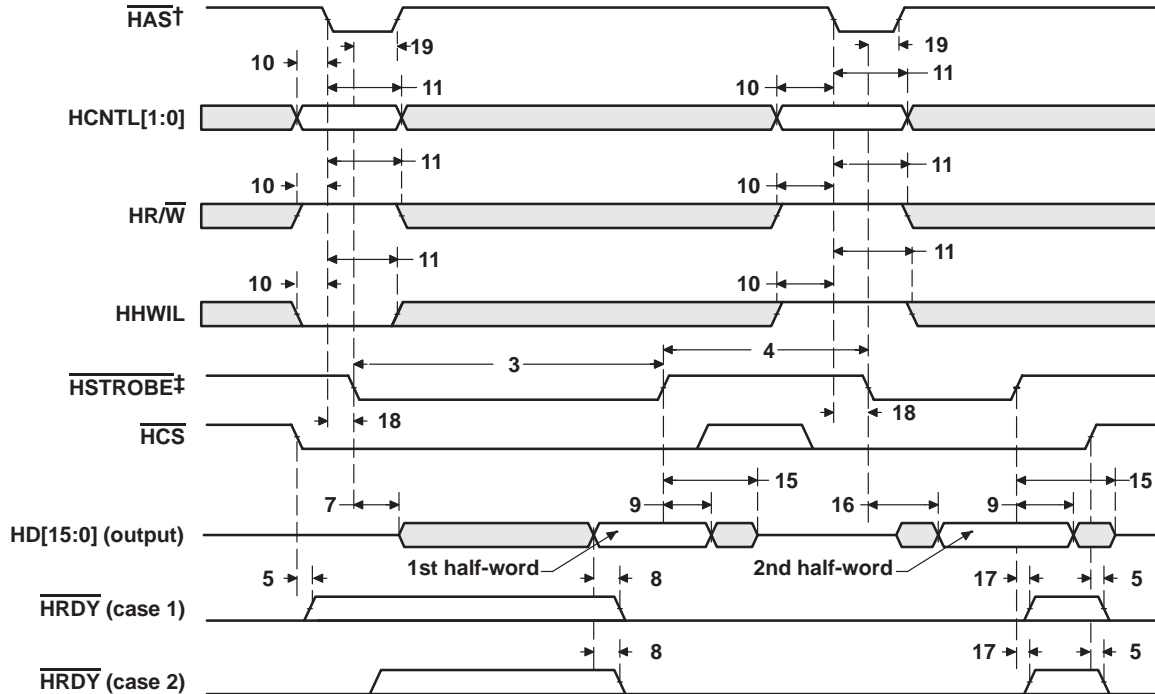 HAS†
19
19
10
11
10
11
HCNTL[1:0]
11
11
10
10
HR/W
11
11
10
10
HHWIL
3
4
HSTROBE‡
18
18
HCS
15
15
7
9
16
9
HD[15:0] (output)
1st half-word
2nd half-word
5
8
17
5
HRDY (case 1)
8
17
5
HRDY (case 2)